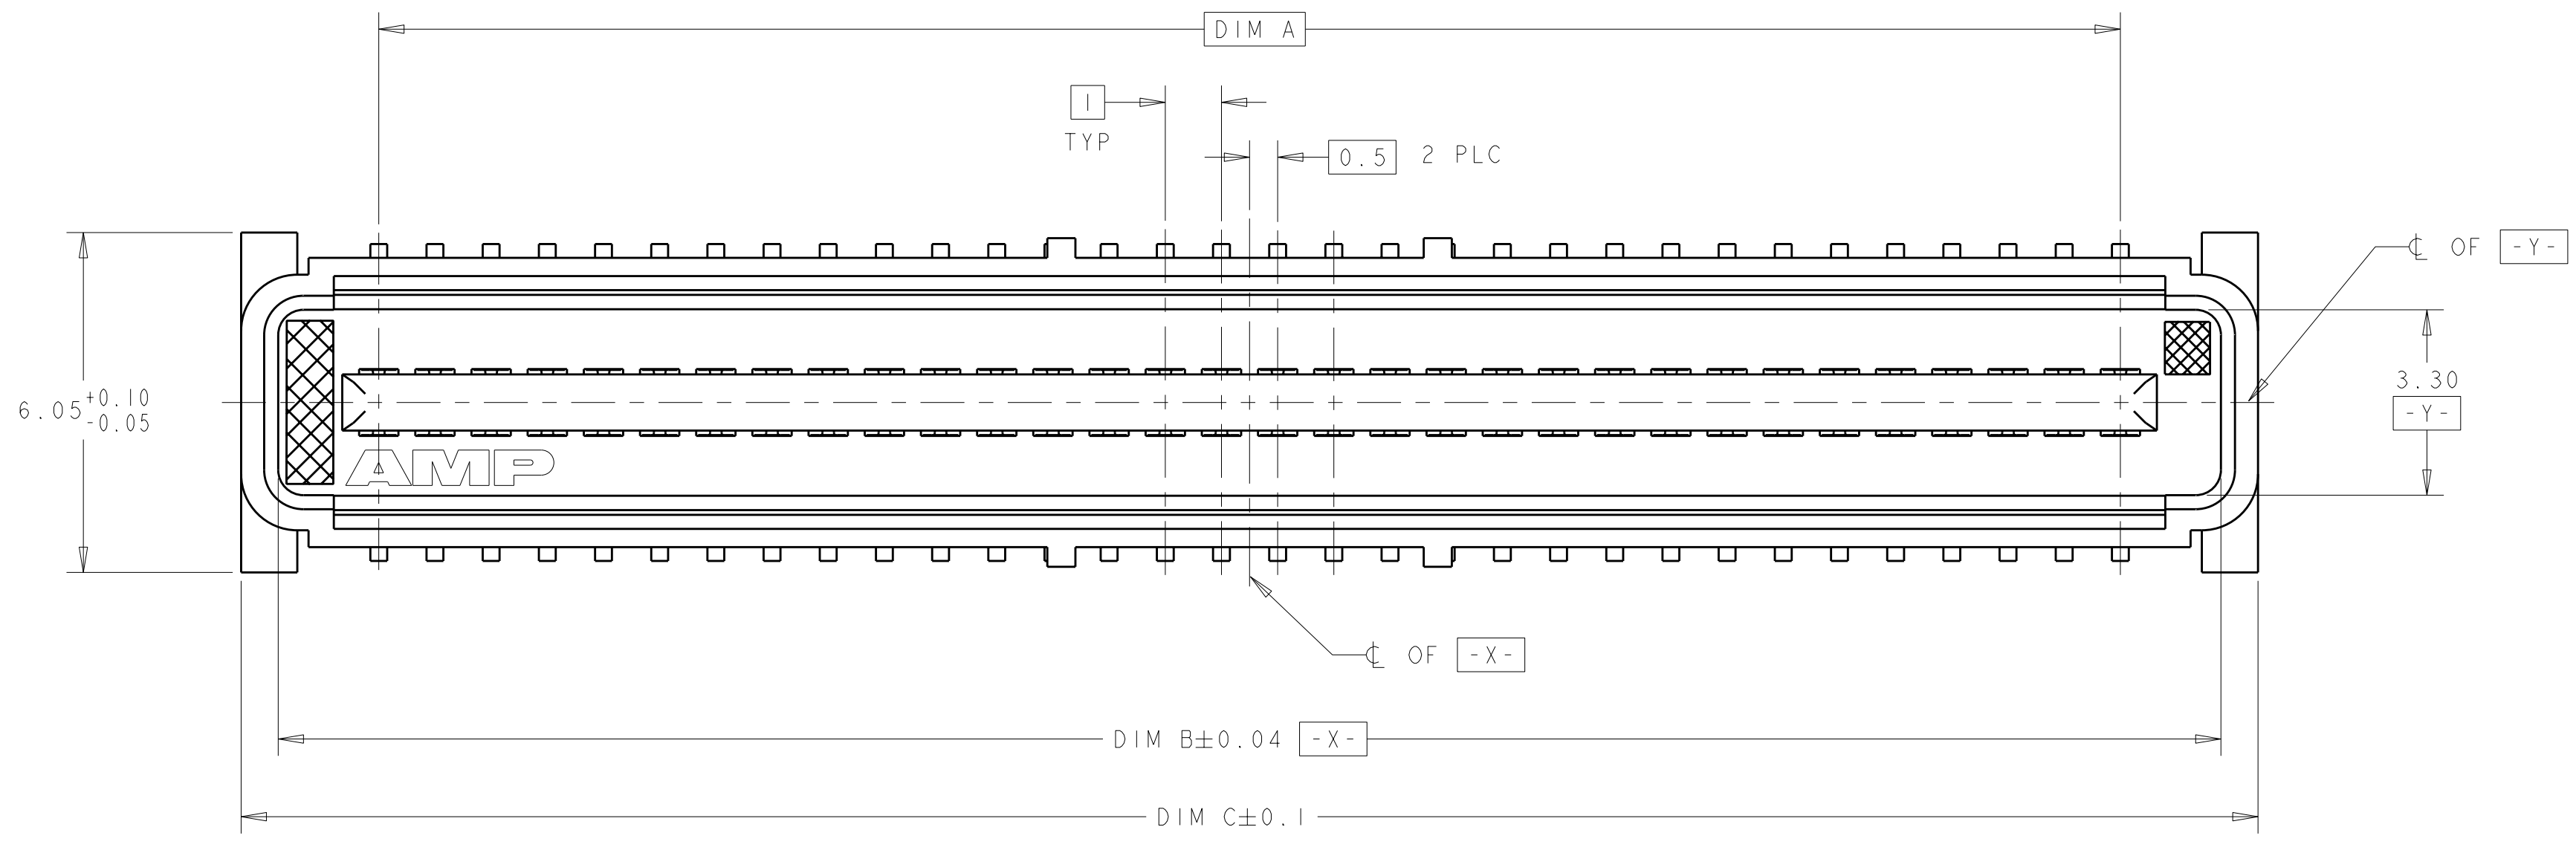 DIM A
1
TYP
0.5 2 PLC
℄ OF -Y-
6.05 +0.10
-0.05
3.30
-Y-
AMP
℄ OF -X-
DIM B±0.04 -X-
DIM C±0.1